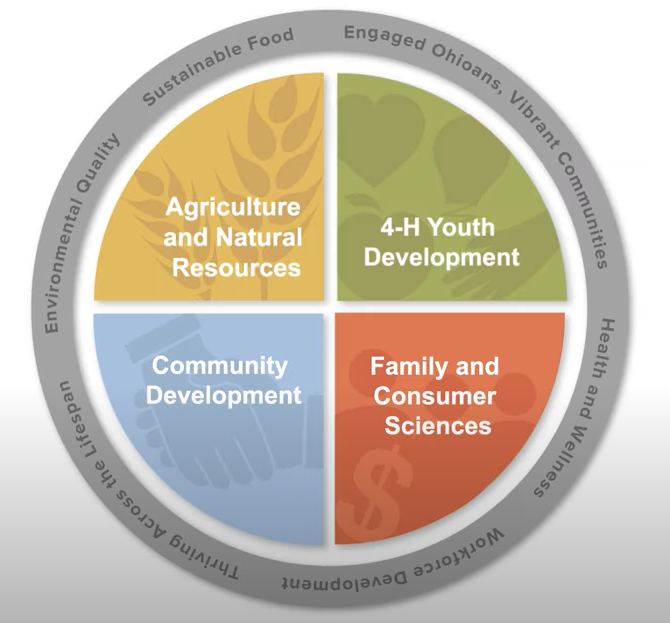 Sustainable Food
Engaged Ohioans, Vibrant Communities
Environmental Quality
Agriculture
and Natural
Resources
4-H Youth
Development
Community
Development
Family and
Consumer
Sciences
Health and Wellness
Workforce Development
Thriving Across the Lifespan
$